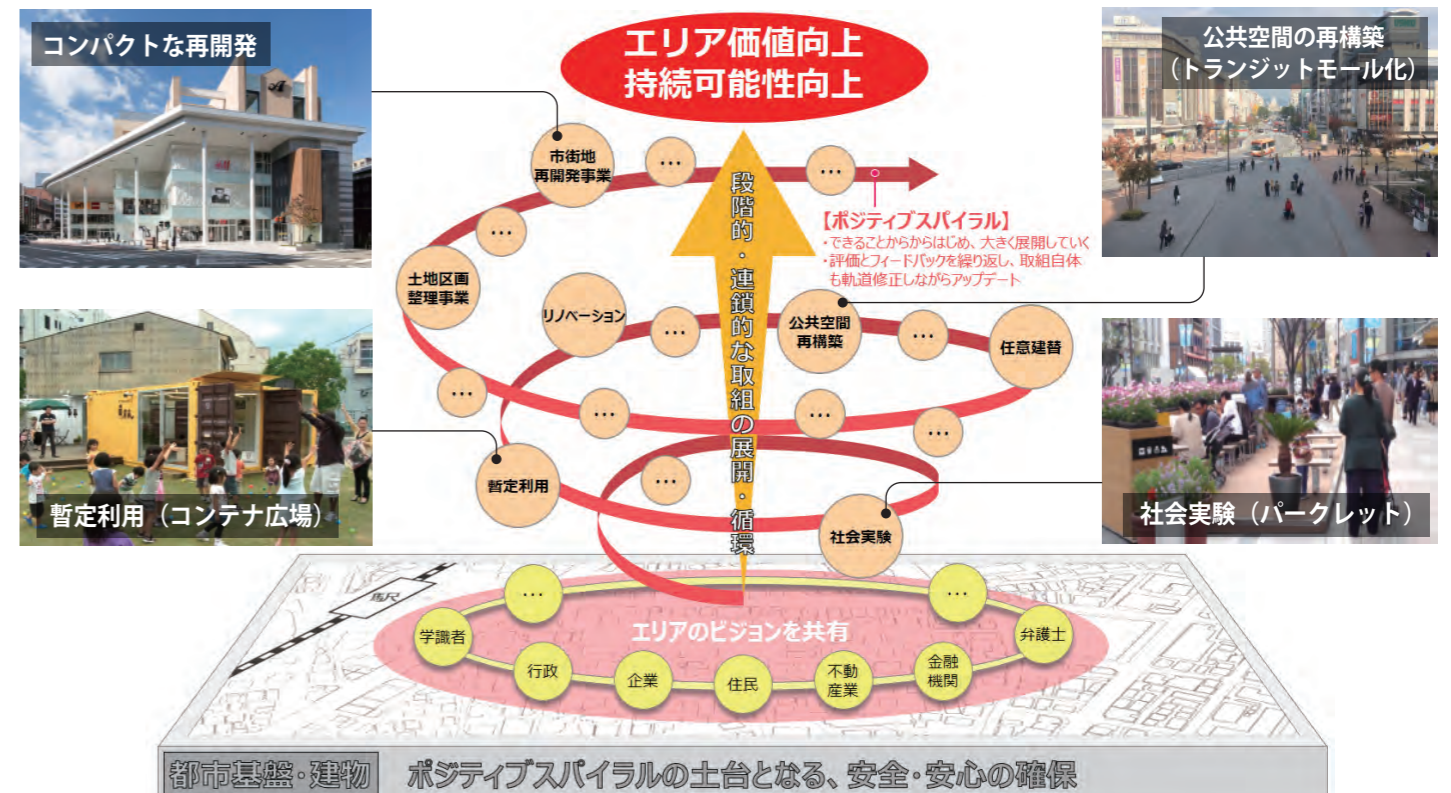 コンパクトな再開発
エリア価値向上
持続可能性向上
公共空間の再構築
（トランジットモール化）
市街地
再開発事業
…
…
段階的・連鎖的な取組の展開・循環
【ポジティブスパイラル】
・できることからからはじめ、大きく展開していく
・評価とフィードバックを繰り返し、取組自体
も軌道修正しながらアップデート
…
土地区画
整理事業
リノベーション
…
公共空間
再構築
…
任意建替
…
…
…
…
暫定利用
…
社会実験
暫定利用（コンテナ広場）
社会実験（パークレット）
…
…
学識者
エリアのビジョンを共有
弁護士
行政
企業
住民
不動
産業
金融
機関
都市基盤・建物
ポジティブスパイラルの土台となる、安全・安心の確保